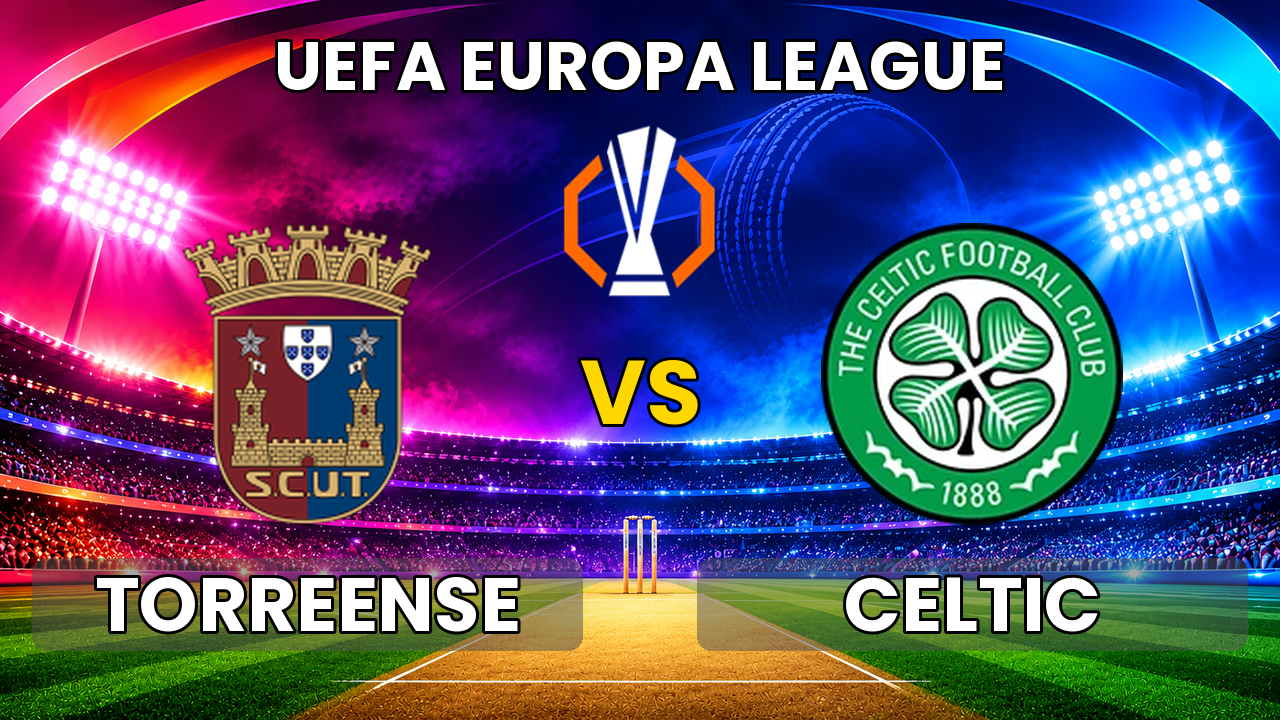 UEFA EUROPA LEAGUE
VS
S.C.U.T.
THE CELTIC FOOTBALL CLUB
1888
TORREENSE
CELTIC